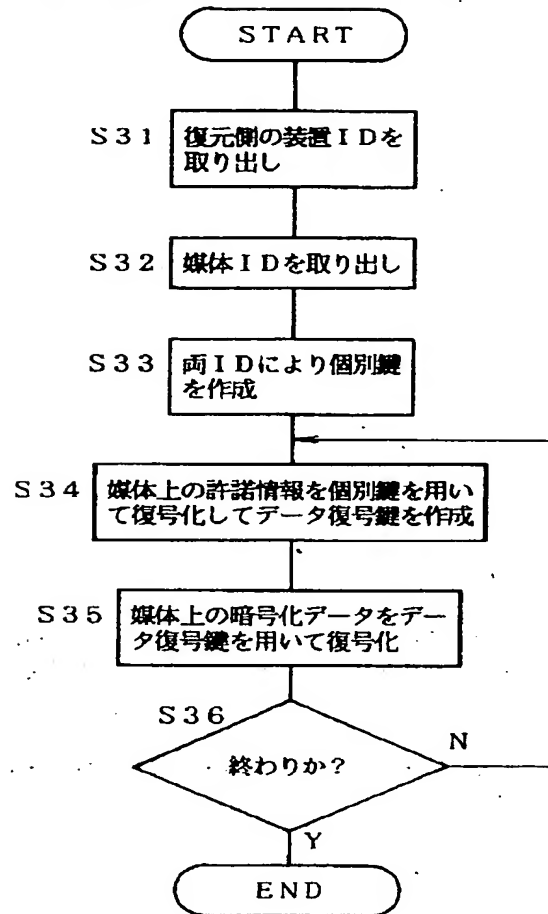 START
S31
復元側の装置IDを
取り出し
S32
媒体IDを取り出し
S33
両IDにより個別鍵
を作成
S34
媒体上の許諾情報を個別鍵を用い
て復号化してデータ復号鍵を作成
S35
媒体上の暗号化データをデー
タ復号鍵を用いて復号化
S36
終わりか?
N
Y
END